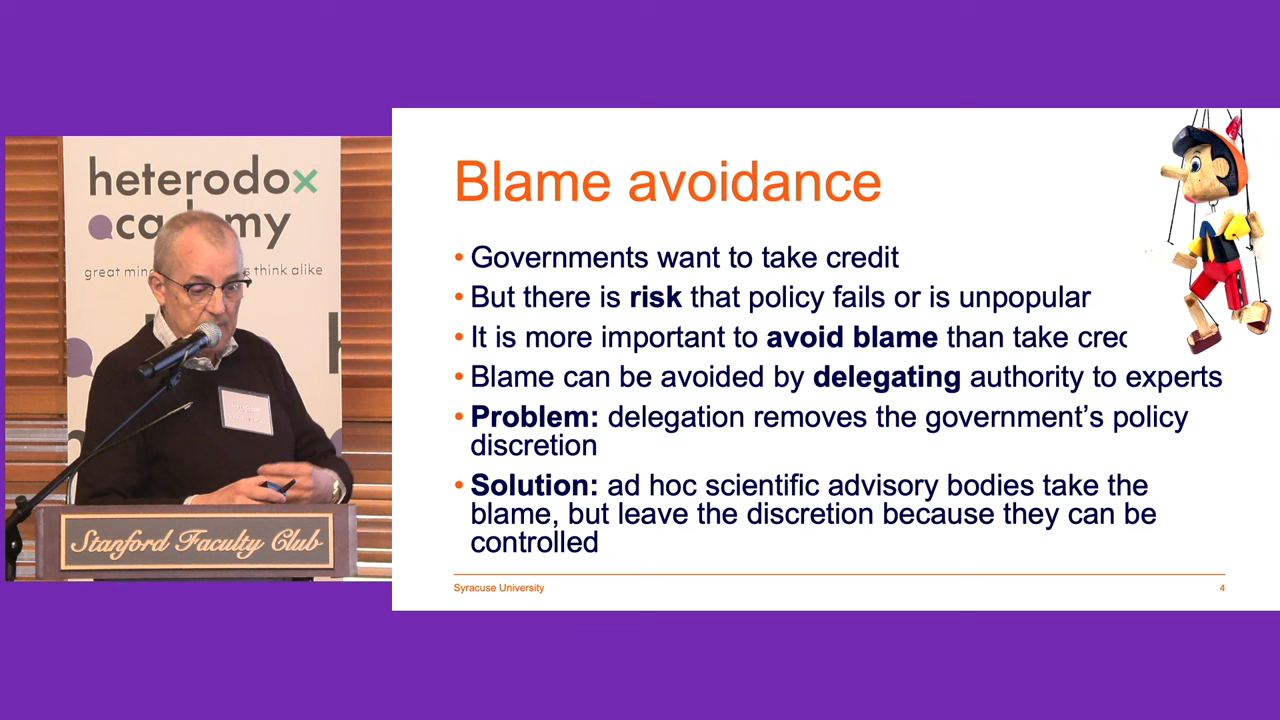 heterodox
academy
great minds think alike
Stanford Faculty Club
Blame avoidance
• Governments want to take credit
• But there is risk that policy fails or is unpopular
• It is more important to avoid blame than take cred
• Blame can be avoided by delegating authority to experts
• Problem: delegation removes the government’s policy
discretion
• Solution: ad hoc scientific advisory bodies take the
blame, but leave the discretion because they can be
controlled
Syracuse University
4